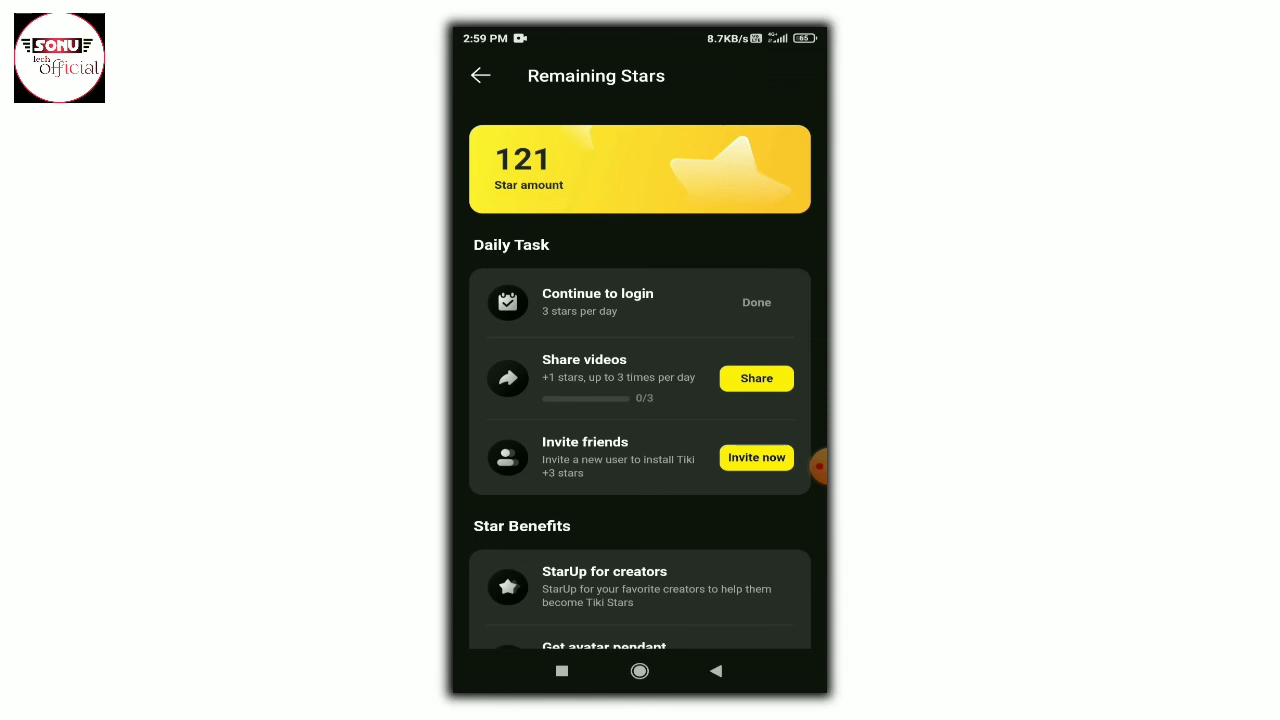 SONU
Tech
official
2:59 PM
8.7KB/s
4G+
65
Remaining Stars
121
Star amount
Daily Task
Continue to login
3 stars per day
Done
Share videos
+1 stars, up to 3 times per day
Share
0/3
Invite friends
Invite a new user to install Tiki
+3 stars
Invite now
Star Benefits
StarUp for creators
StarUp for your favorite creators to help them
become Tiki Stars
Get avatar pendant